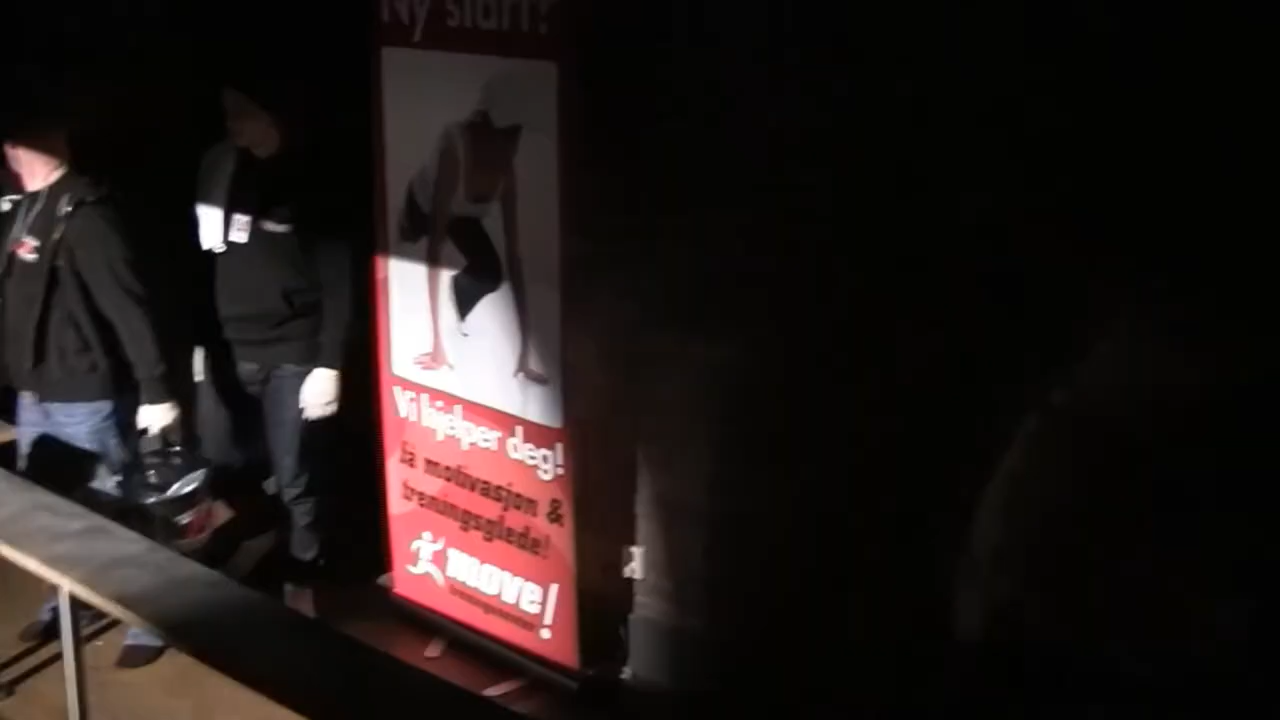 Ny start?
Vi hjelper deg!
få motivasjon &
treningsglede!
move!